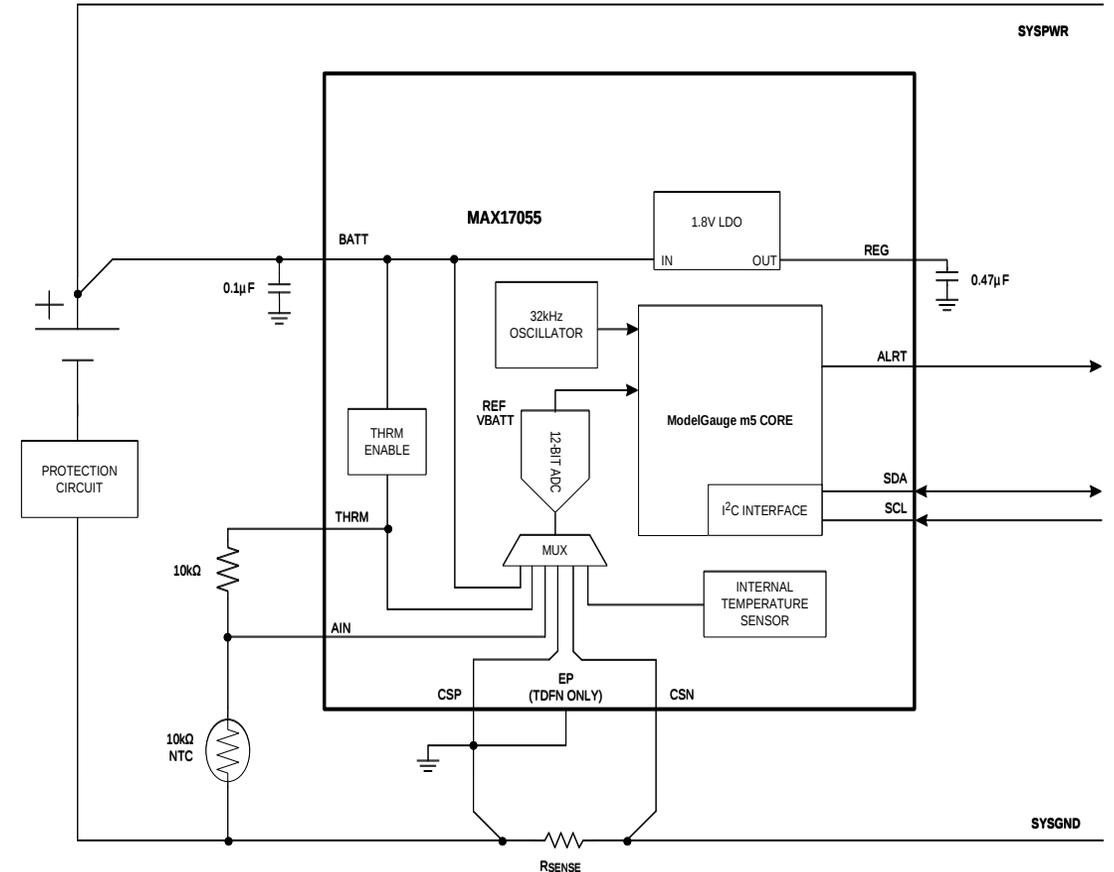 SYSPWR
MAX17055
1.8V LDO
BATT
IN
OUT
REG
0.1µF
0.47µF
32kHz
OSCILLATOR
ALRT
REF
VBATT
12-BIT ADC
ModelGauge m5 CORE
THRM
ENABLE
PROTECTION
CIRCUIT
SDA
I2C INTERFACE
SCL
THRM
MUX
10kΩ
INTERNAL
TEMPERATURE
SENSOR
AIN
EP
(TDFN ONLY)
CSP
CSN
10kΩ
NTC
SYSGND
RSENSE